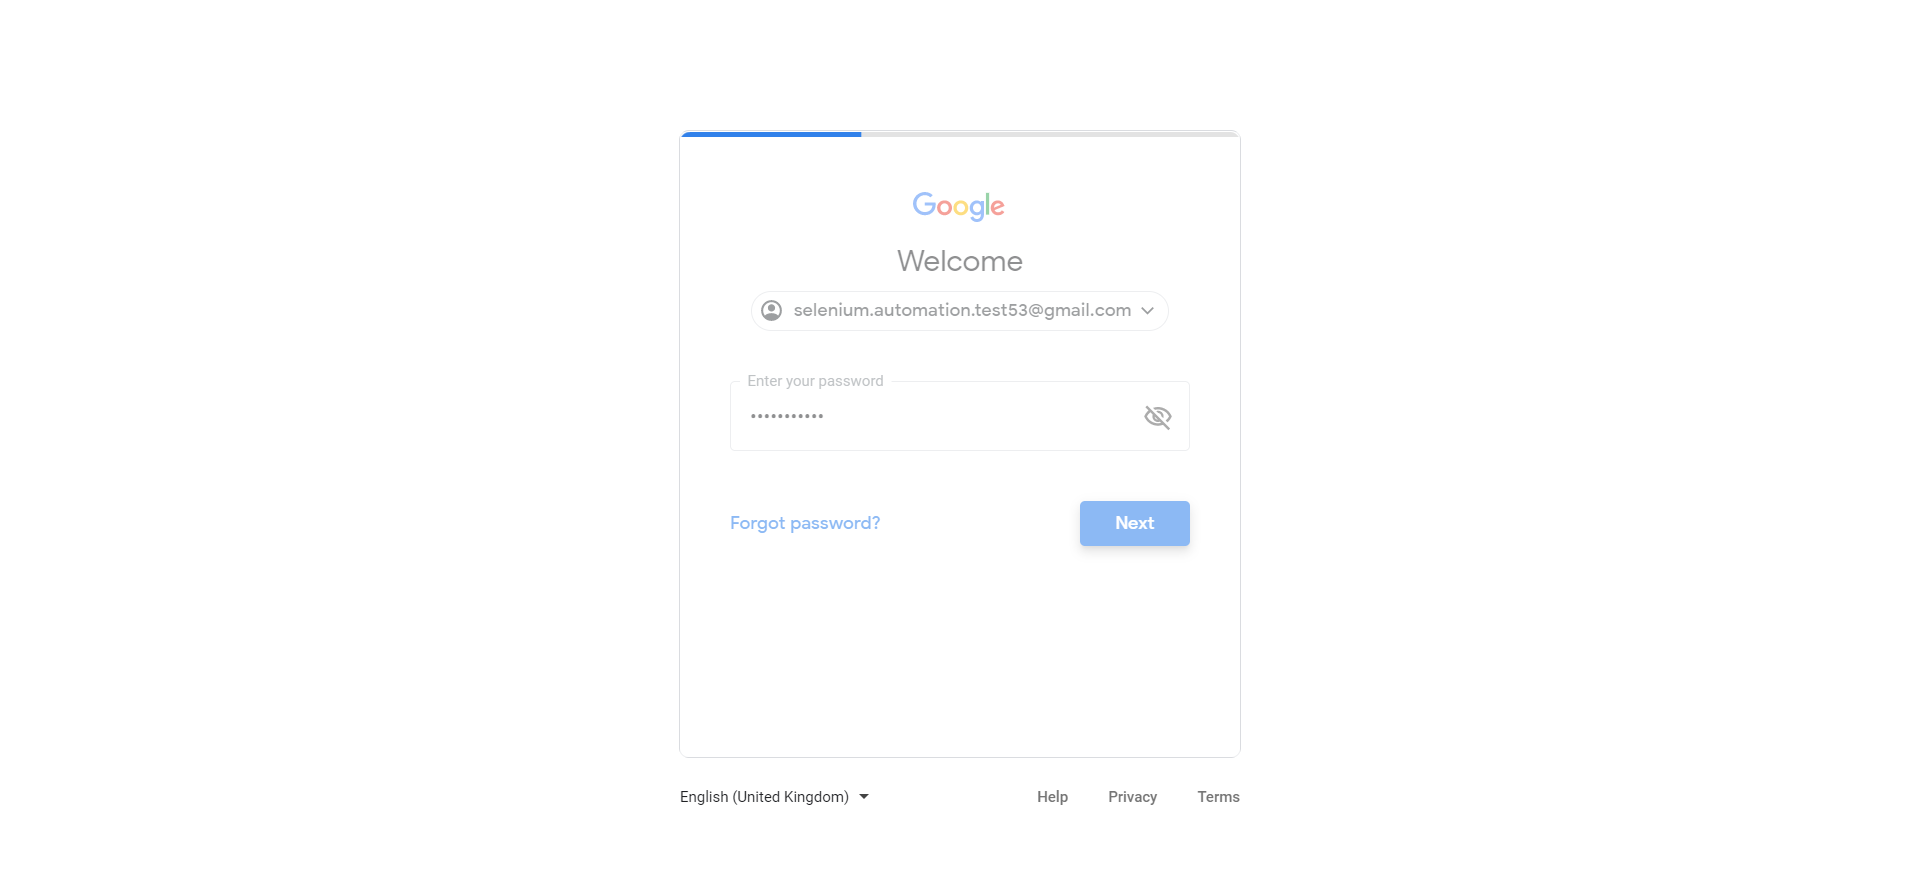 Google
Welcome
selenium.automation.test53@gmail.com
Enter your password
•••••••••••
Forgot password?
Next
English (United Kingdom)
Help
Privacy
Terms